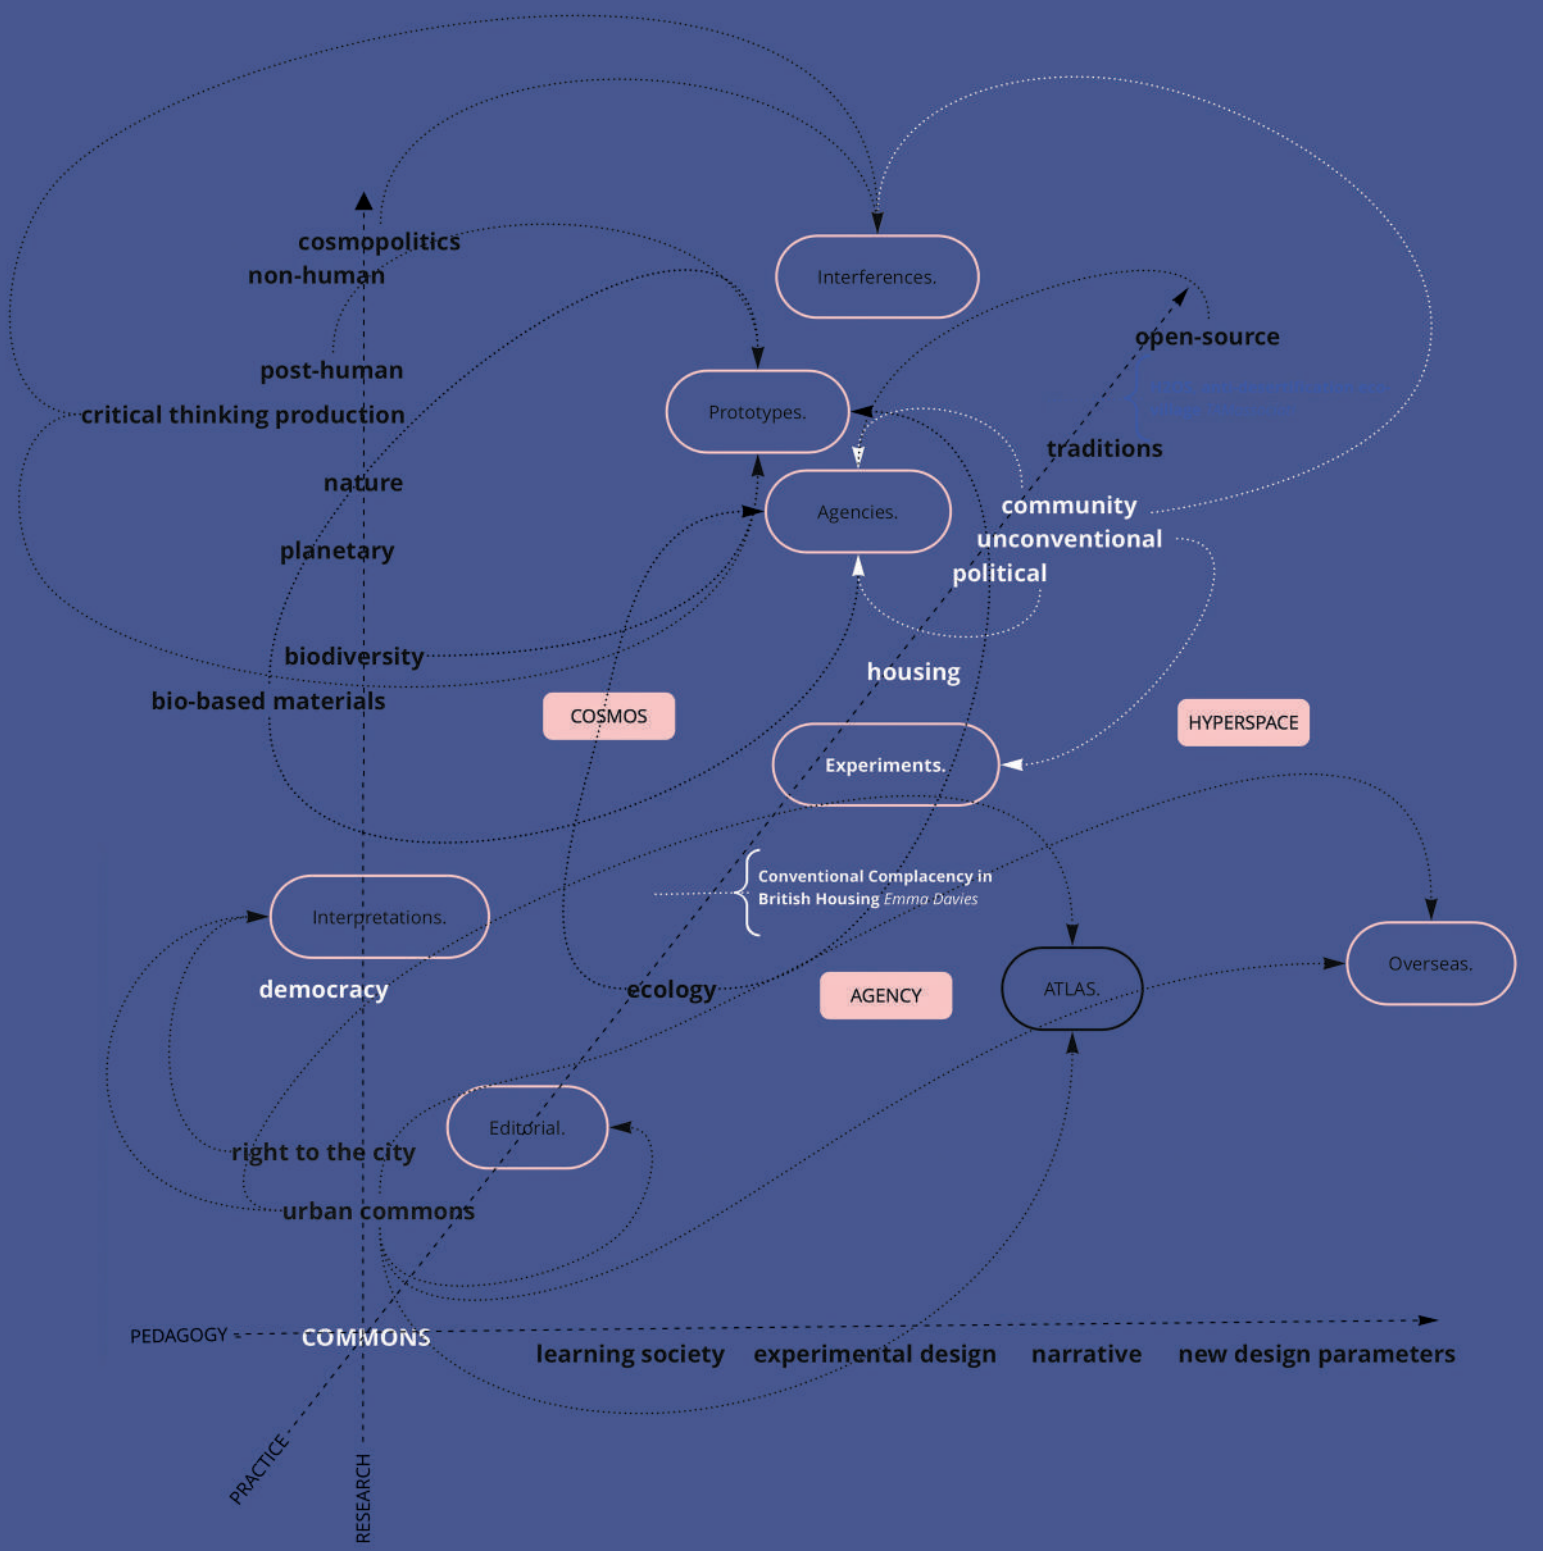 cosmopolitics
non-human
Interferences.
open-source
post-human
critical thinking production
Prototypes.
traditions
nature
community
Agencies.
unconventional
planetary
political
biodiversity
housing
bio-based materials
COSMOS
HYPERSPACE
Experiments.
Conventional Complacency in
British Housing Emma Davies
Interpretations.
Overseas.
democracy
ecology
AGENCY
ATLAS.
Editorial.
right to the city
urban commons
PEDAGOGY
COMMONS
learning society
experimental design
narrative
new design parameters
PRACTICE
RESEARCH